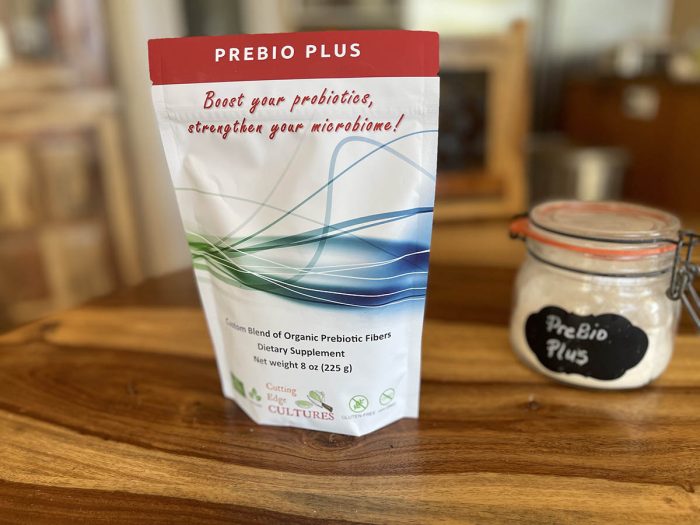 PREBIO PLUS
Boost your probiotics,
strengthen your microbiome!
Custom Blend of Organic Prebiotic Fibers
Dietary Supplement
Net weight 8 oz (225 g)
Cutting
Edge
CULTURES
GLUTEN-FREE
PreBio
Plus